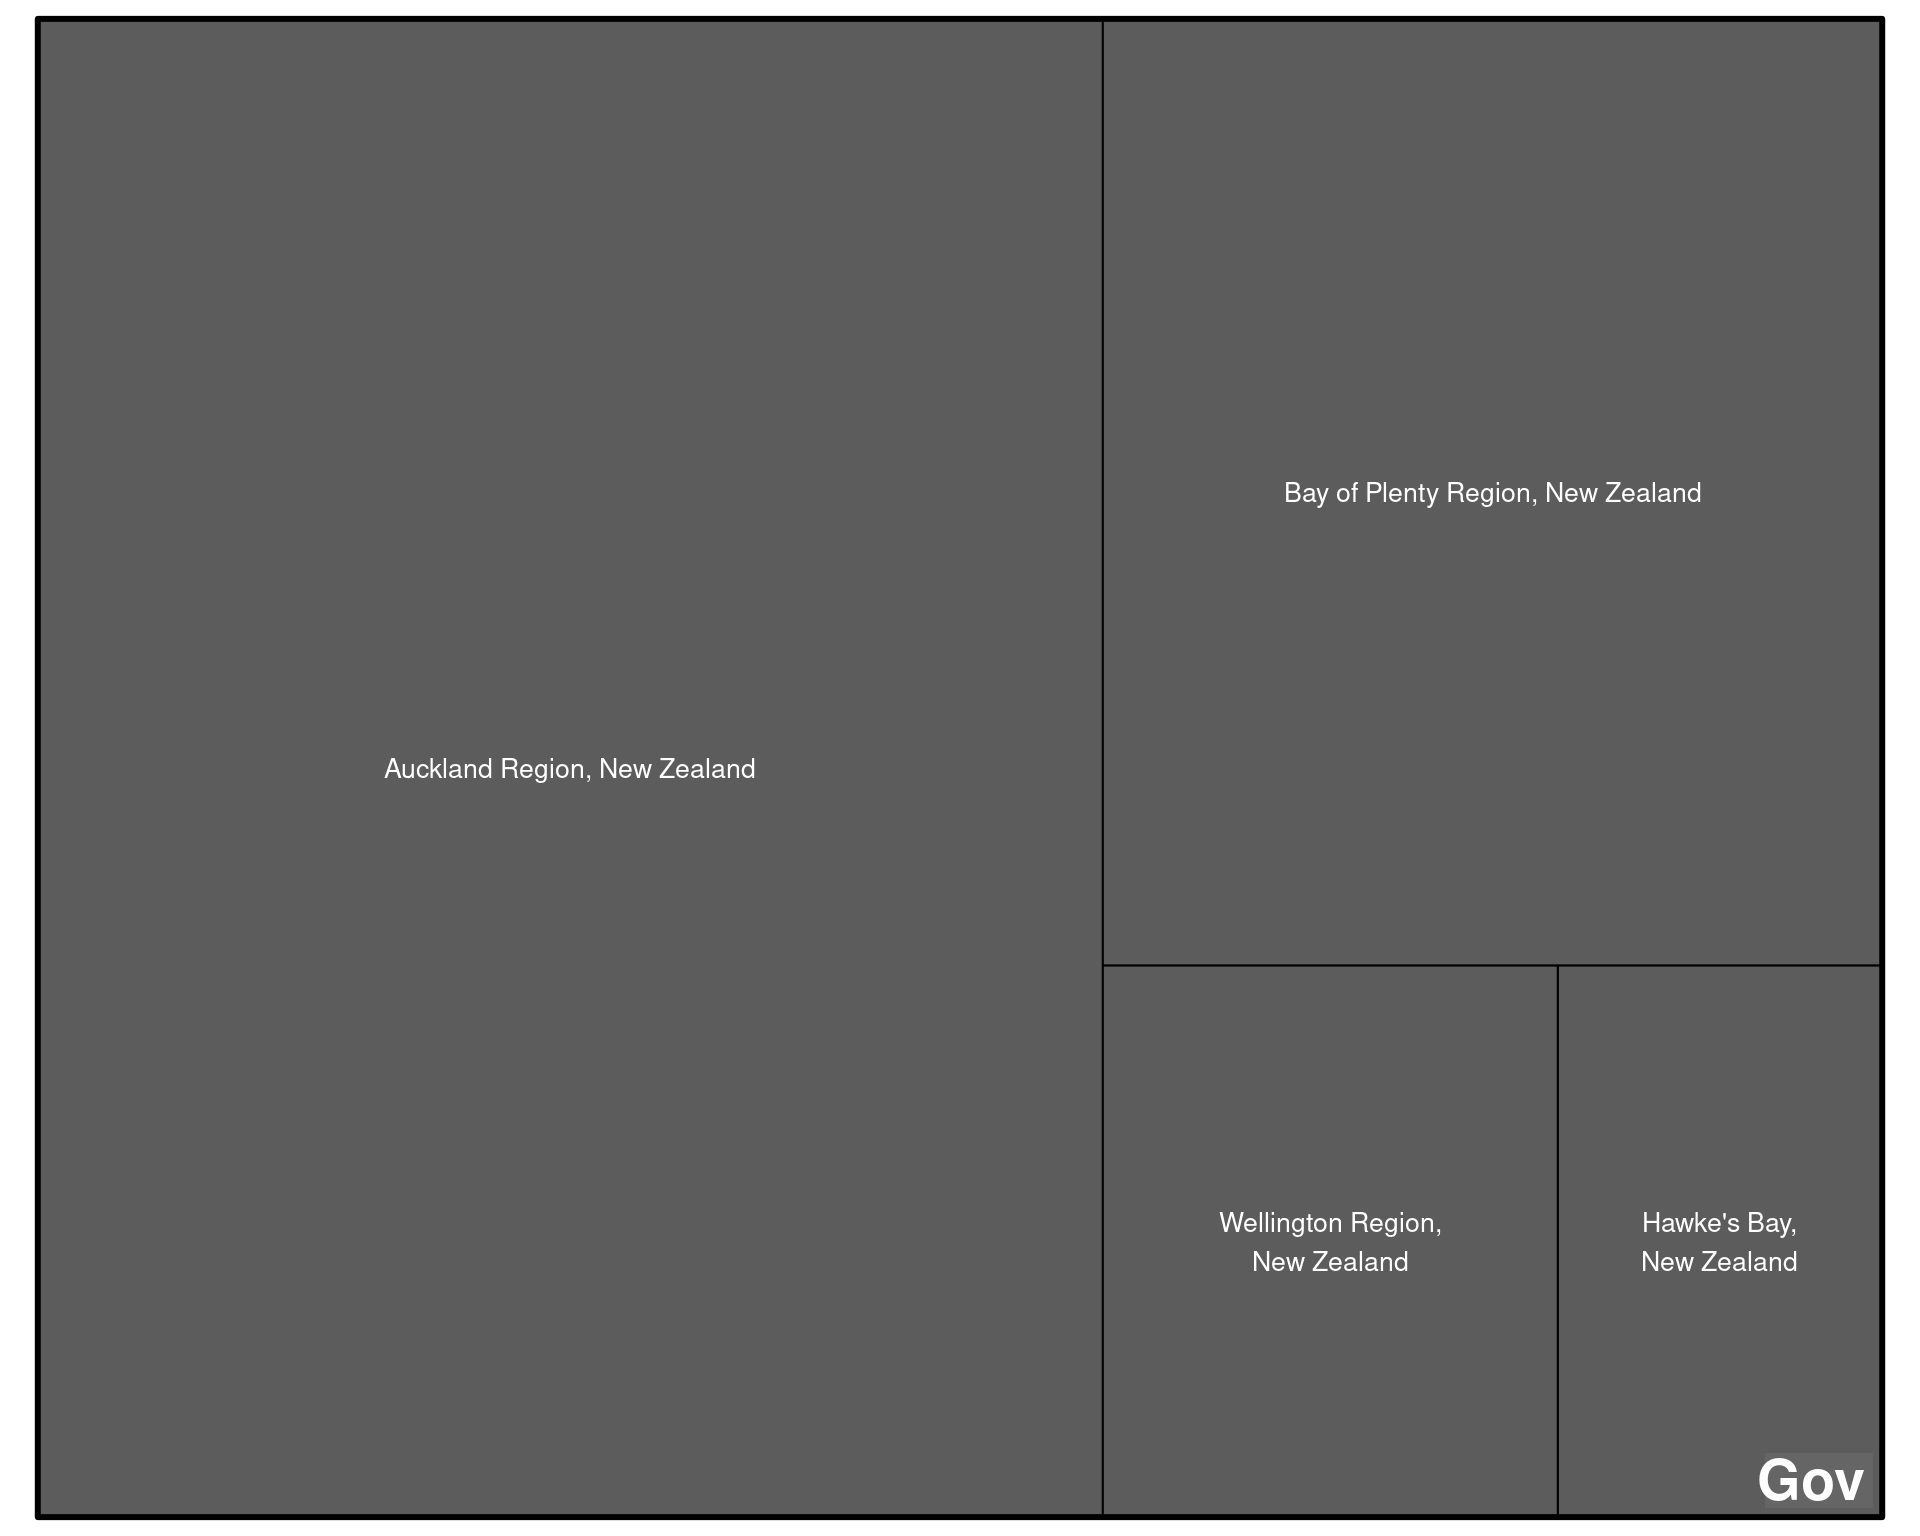 Auckland Region, New Zealand
Bay of Plenty Region, New Zealand
Wellington Region,
New Zealand
Hawke's Bay,
New Zealand
Gov